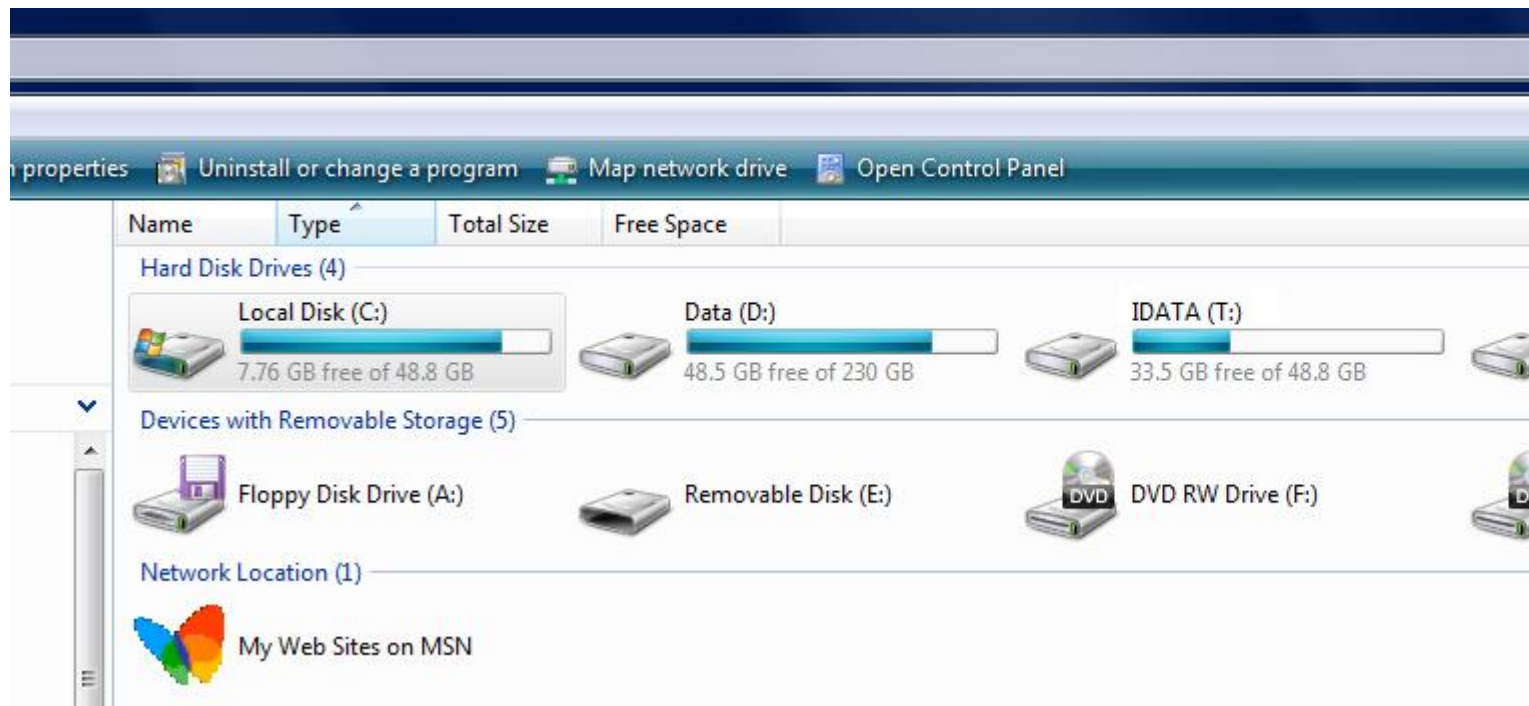 properties Uninstall or change a program Map network drive Open Control Panel
Name Type Total Size Free Space
Hard Disk Drives (4)
Local Disk (C:) Data (D:) IDATA (T:)
7.76 GB free of 48.8 GB 48.5 GB free of 230 GB 33.5 GB free of 48.8 GB
Devices with Removable Storage (5)
Floppy Disk Drive (A:) Removable Disk (E:) DVD DVD RW Drive (F:)
Network Location (1)
My Web Sites on MSN